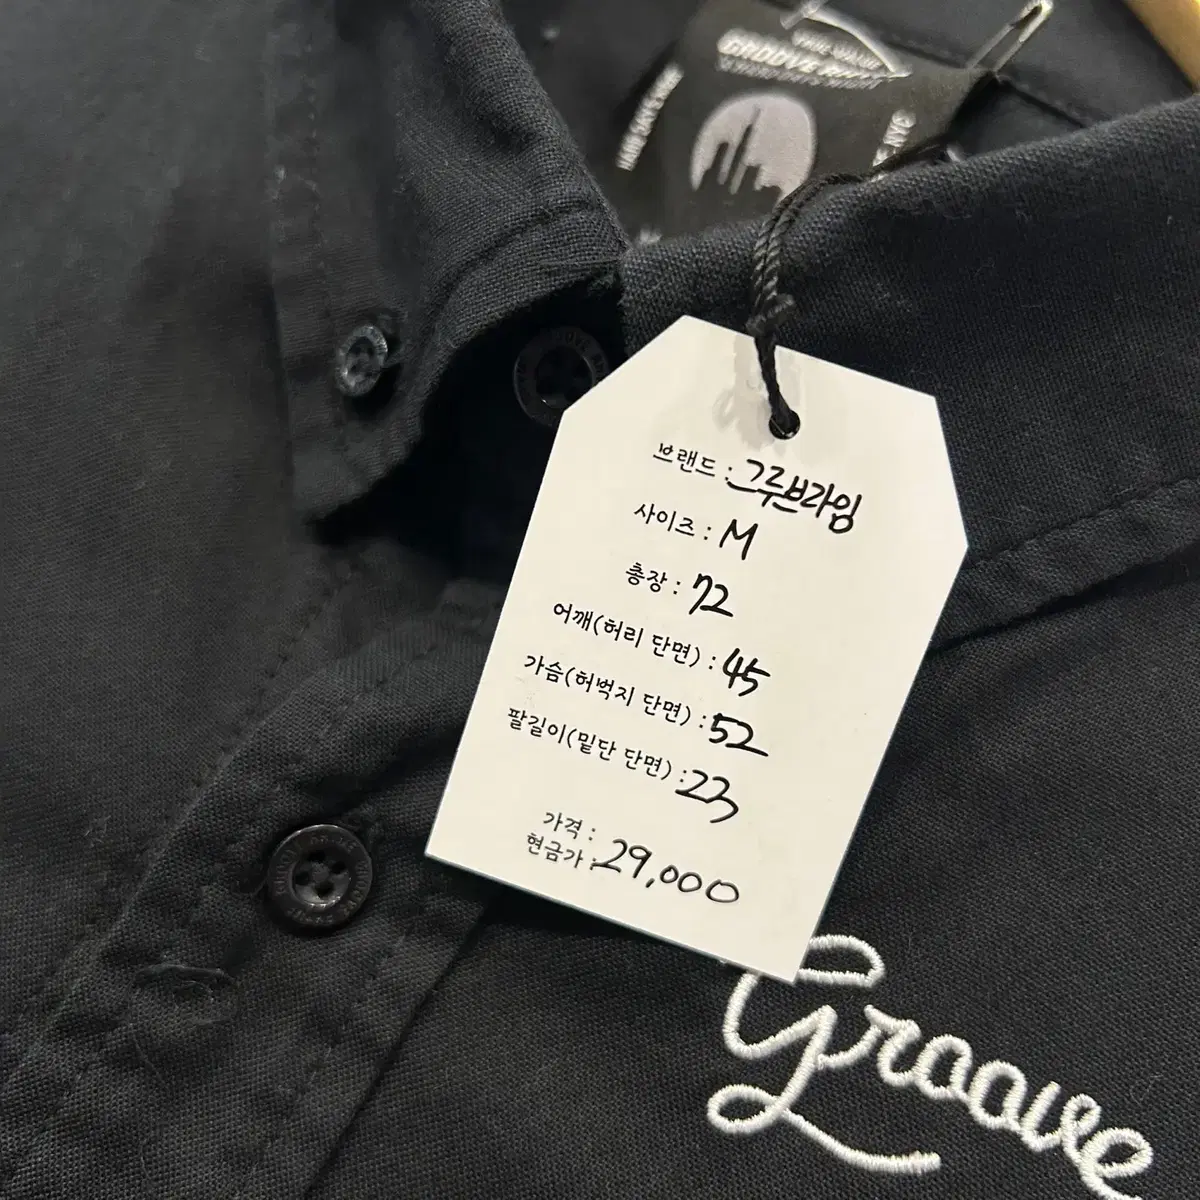 GROOVE
브랜드 : 그루브라임
사이즈 : M
총장 : 72
어깨(허리 단면) : 45
가슴(허벅지 단면) : 52
팔길이(밑단 단면) : 23
가격 :
현금가 : 29,000
Groove